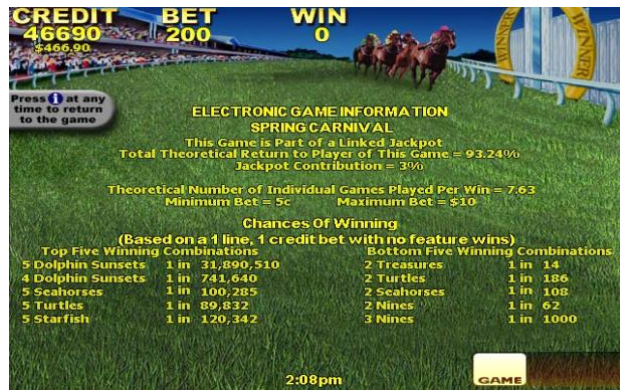 CREDIT BET WIN
46690 200 0
$466.90
WINNER WINNER
Press i at any
time to return
to the game
ELECTRONIC GAME INFORMATION
SPRING CARNIVAL
This Game is Part of a Linked Jackpot
Total Theoretical Return to Player of This Game = 93.24%
Jackpot Contribution = 3%
Theoretical Number of Individual Games Played Per Win = 7.63
Minimum Bet = 5c Maximum Bet = $10
Chances Of Winning
(Based on a 1 line, 1 credit bet with no feature wins)
Top Five Winning Combinations
5 Dolphin Sunsets 1 in 31,890,510
4 Dolphin Sunsets 1 in 741,640
5 Seahorses 1 in 100,285
5 Turtles 1 in 89,832
5 Starfish 1 in 120,342
Bottom Five Winning Combinations
2 Treasures 1 in 14
2 Turtles 1 in 186
2 Seahorses 1 in 108
2 Nines 1 in 62
3 Nines 1 in 1000
2:08pm
GAME